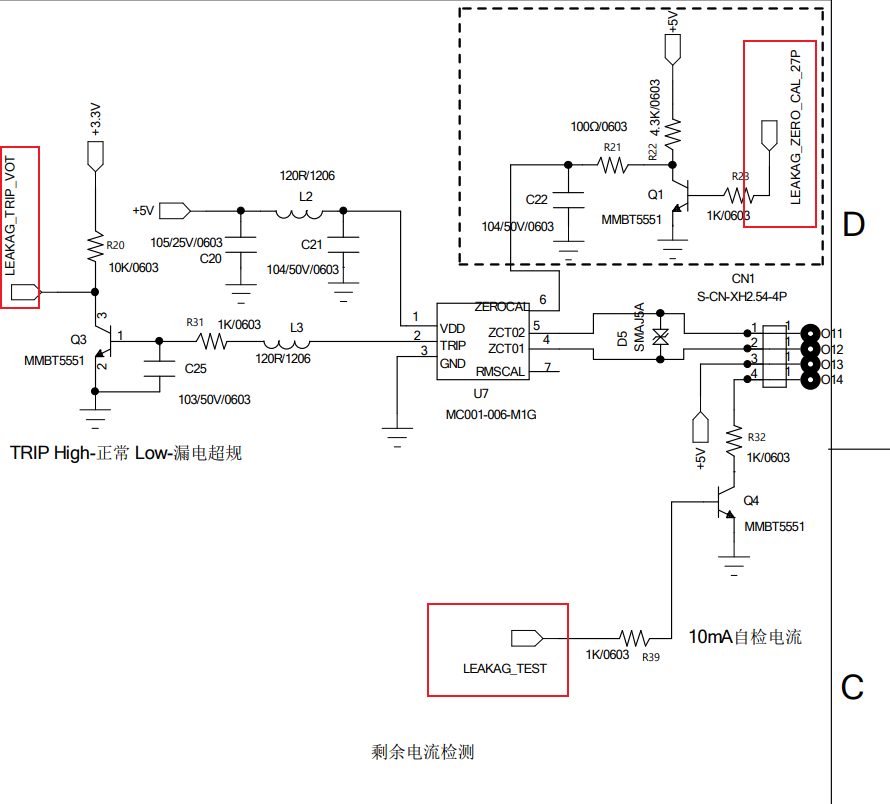 +5V
LEAKAG_ZERO_CAL_27P
4.3K/0603
R22
100Ω/0603
R21
R23
1K/0603
Q1
MMBT5551
C22
104/50V/0603
D
+3.3V
LEAKAG_TRIP_VOT
R20
10K/0603
+5V
120R/1206
L2
105/25V/0603
C20
C21
104/50V/0603
3
Q3
1
MMBT5551
2
R31
1K/0603
L3
120R/1206
C25
103/50V/0603
TRIP High-正常 Low-漏电超规
1
VDD
2
TRIP
3
GND
ZEROCAL
6
ZCT02
5
ZCT01
4
RMSCAL
7
U7
MC001-006-M1G
D5
SMAJ5A
CN1
S-CN-XH2.54-4P
1
1
O11
2
1
O12
3
1
O13
4
1
O14
+5V
R32
1K/0603
Q4
MMBT5551
LEAKAG_TEST
1K/0603
R39
10mA自检电流
C
剩余电流检测